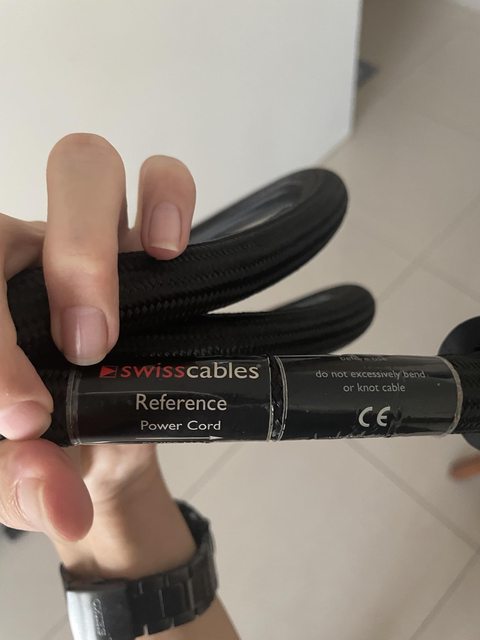 swisscables
Reference
Power Cord
do not excessively bend
or knot cable
CE